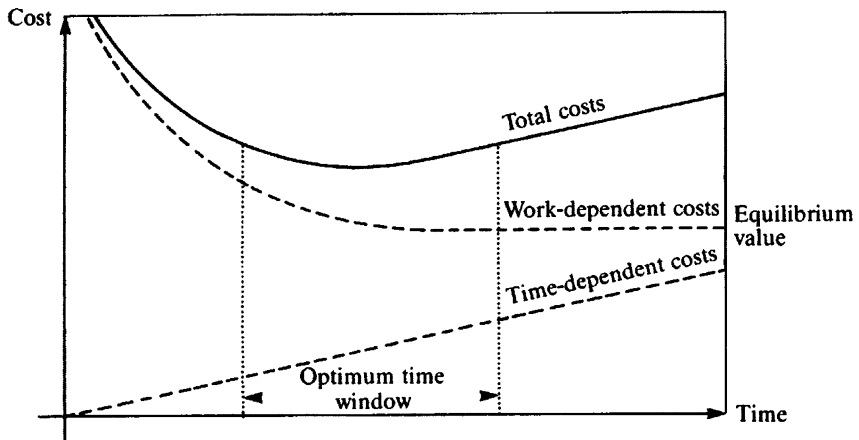 Cost
Total costs
Work-dependent costs
Equilibrium
value
Time-dependent costs
Optimum time
window
Time